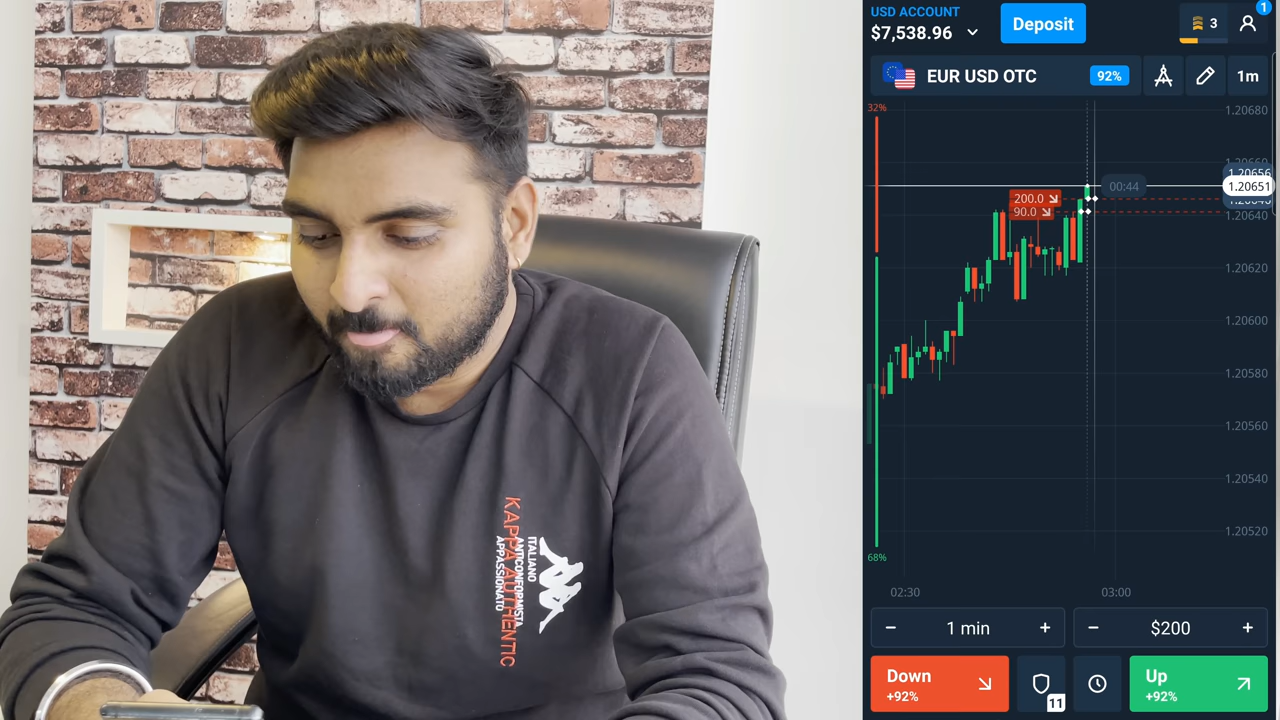 USD ACCOUNT
$7,538.96
Deposit
3
1
EUR USD OTC
92%
1m
32%
1.20680
1.20656
1.20651
00:44
200.0
90.0
1.20640
1.20620
1.20600
1.20580
1.20560
1.20540
1.20520
68%
02:30
03:00
− 1 min +
− $200 +
Down
+92%
11
Up
+92%
KAPPA AUTHENTIC
ITALIANO
ANTICONFORMISTA
APPASSIONATO